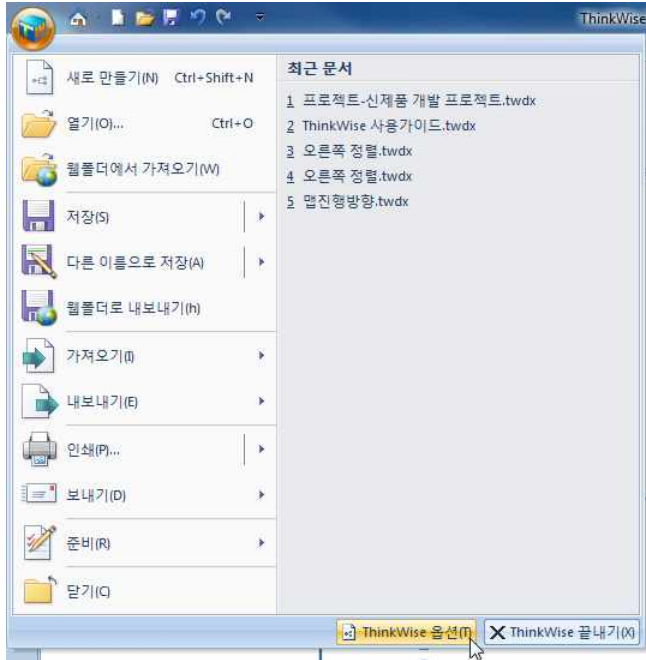 ThinkWise
새로 만들기(N) Ctrl+Shift+N
열기(O)... Ctrl+O
웹폴더에서 가져오기(W)
저장(S)
다른 이름으로 저장(A)
웹폴더로 내보내기(h)
가져오기(I)
내보내기(E)
인쇄(P)...
보내기(D)
준비(R)
닫기(C)
최근 문서
1 프로젝트-신제품 개발 프로젝트.twdx
2 ThinkWise 사용가이드.twdx
3 오른쪽 정렬.twdx
4 오른쪽 정렬.twdx
5 맵진행방향.twdx
ThinkWise 옵션(T)
ThinkWise 끝내기(X)